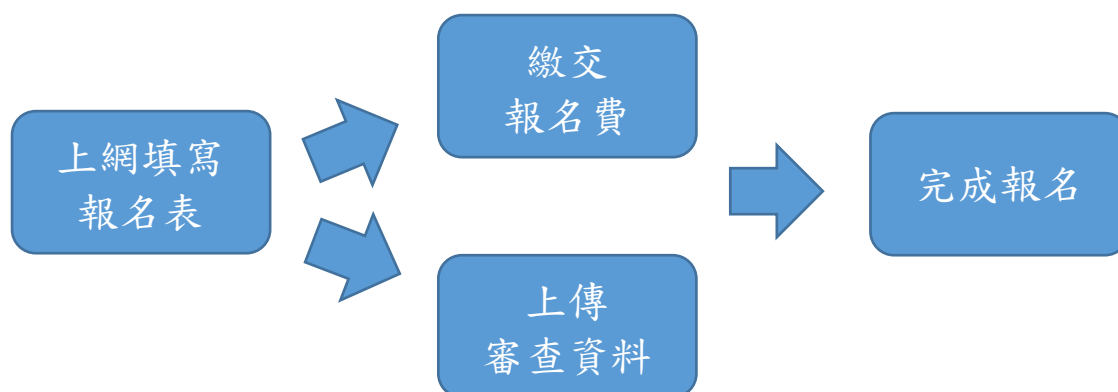 上網填寫
報名表
繳交
報名費
上傳
審查資料
完成報名